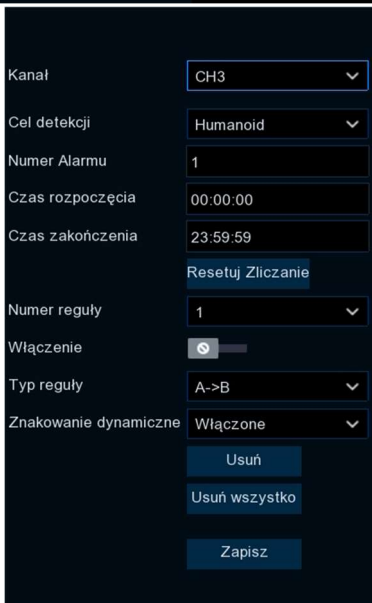 Kanał CH3
Cel detekcji Humanoid
Numer Alarmu 1
Czas rozpoczęcia 00:00:00
Czas zakończenia 23:59:59
Resetuj Zliczanie
Numer reguły 1
Włączenie
Typ reguły A->B
Znakowanie dynamiczne Włączone
Usuń
Usuń wszystko
Zapisz